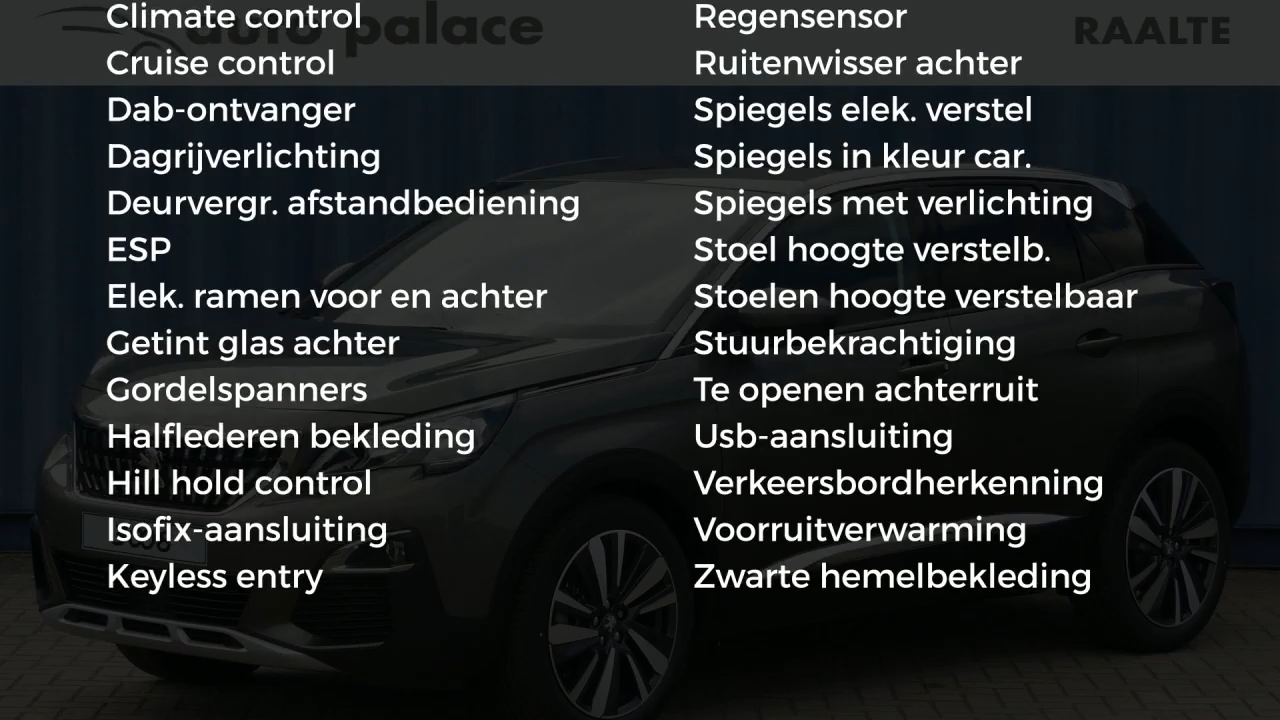 auto palace
RAALTE
Climate control
Cruise control
Dab-ontvanger
Dagrijverlichting
Deurvergr. afstandbediening
ESP
Elek. ramen voor en achter
Getint glas achter
Gordelspanners
Halflederen bekleding
Hill hold control
Isofix-aansluiting
Keyless entry
Regensensor
Ruitenwisser achter
Spiegels elek. verstel
Spiegels in kleur car.
Spiegels met verlichting
Stoel hoogte verstelb.
Stoelen hoogte verstelbaar
Stuurbekrachtiging
Te openen achterruit
Usb-aansluiting
Verkeersbordherkenning
Voorruitverwarming
Zwarte hemelbekleding